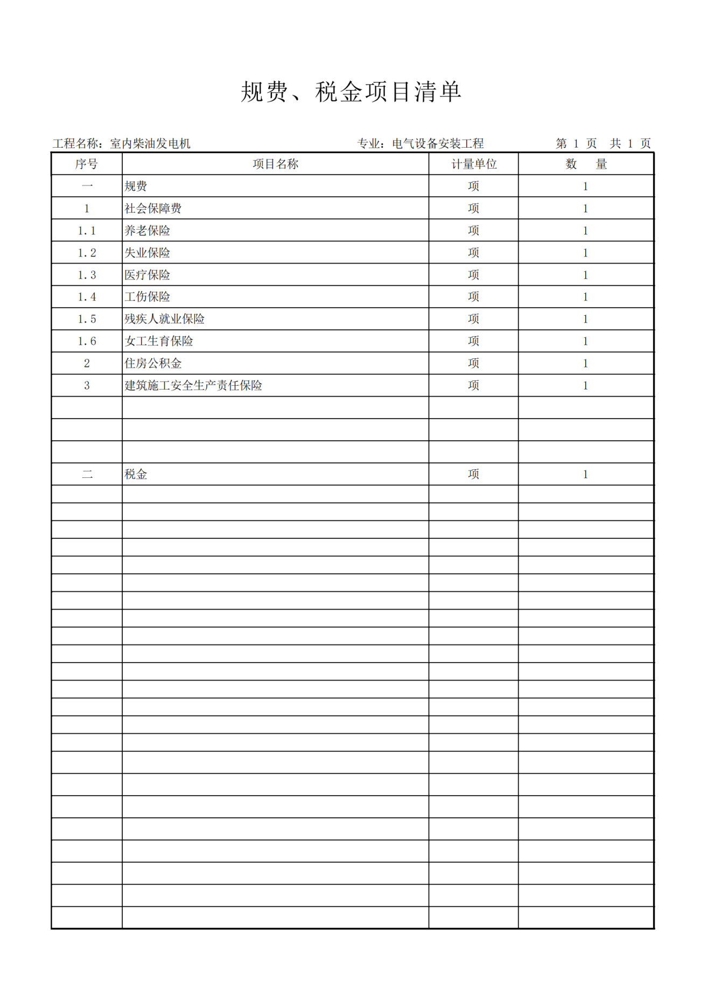 规费、税金项目清单
工程名称：室内柴油发电机 专业：电气设备安装工程 第 1 页 共 1 页
序号 项目名称 计量单位 数 量
一 规费 项 1
1 社会保障费 项 1
1.1 养老保险 项 1
1.2 失业保险 项 1
1.3 医疗保险 项 1
1.4 工伤保险 项 1
1.5 残疾人就业保险 项 1
1.6 女工生育保险 项 1
2 住房公积金 项 1
3 建筑施工安全生产责任保险 项 1
二 税金 项 1